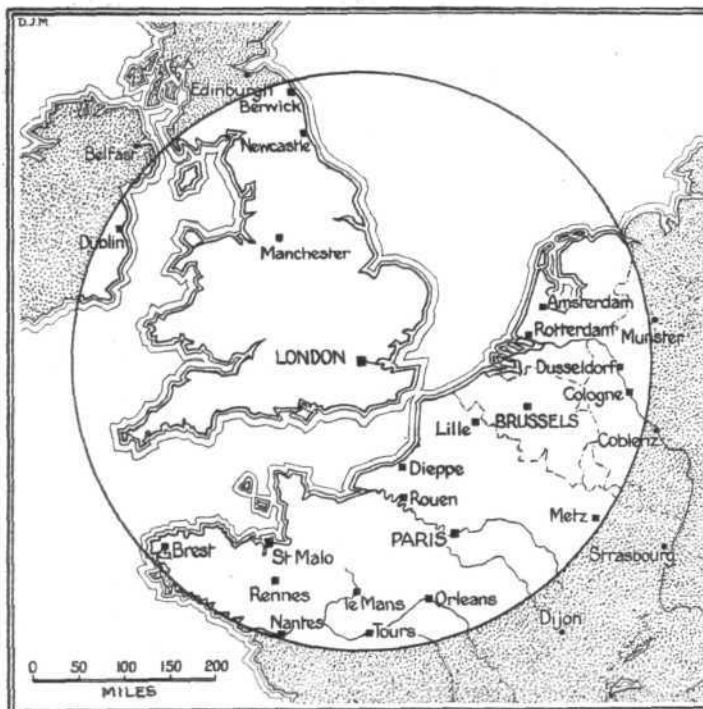 D.J.M.
Edinburgh
Berwick
Newcastle
Belfast
Dublin
Manchester
Amsterdam
Rotterdam
Munster
LONDON
Dusseldorf
Cologne
BRUSSELS
Lille
Coblenz
Dieppe
Rouen
Metz
PARIS
Brest
St Malo
Strasbourg
Rennes
Le Mans
Orleans
Nantes
Tours
Dijon
0 50 100 150 200
MILES